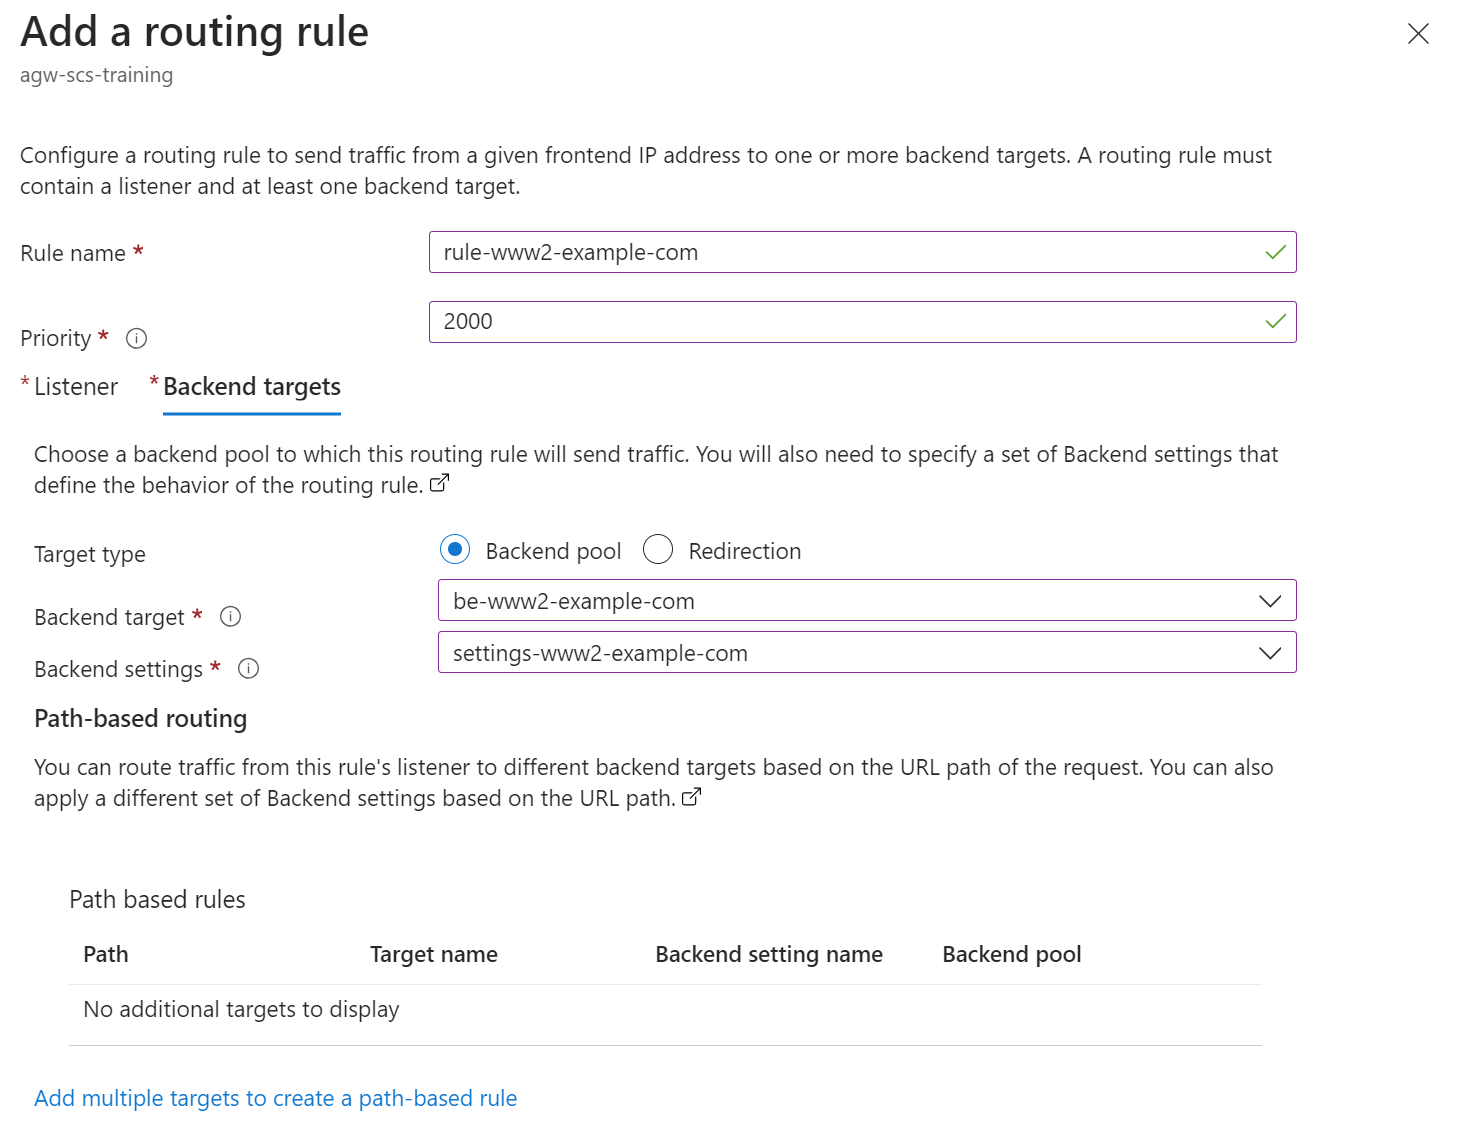 Add a routing rule
agw-scs-training
Configure a routing rule to send traffic from a given frontend IP address to one or more backend targets. A routing rule must
contain a listener and at least one backend target.
Rule name *
rule-www2-example-com
Priority *
2000
* Listener * Backend targets
Choose a backend pool to which this routing rule will send traffic. You will also need to specify a set of Backend settings that
define the behavior of the routing rule.
Target type
Backend pool Redirection
Backend target *
be-www2-example-com
Backend settings *
settings-www2-example-com
Path-based routing
You can route traffic from this rule's listener to different backend targets based on the URL path of the request. You can also
apply a different set of Backend settings based on the URL path.
Path based rules
Path Target name Backend setting name Backend pool
No additional targets to display
Add multiple targets to create a path-based rule